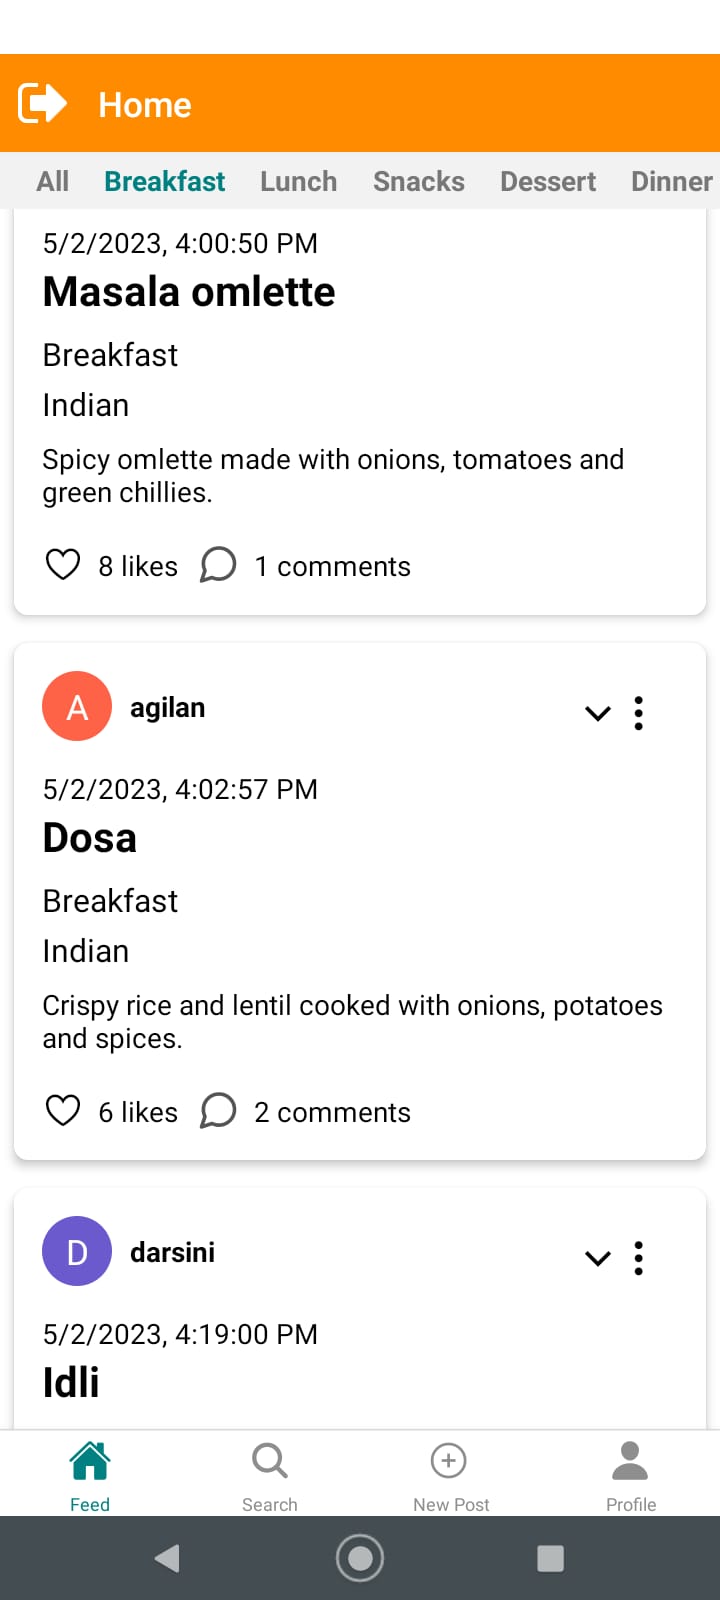 Home
All Breakfast Lunch Snacks Dessert Dinner
5/2/2023, 4:00:50 PM
Masala omlette
Breakfast
Indian
Spicy omlette made with onions, tomatoes and
green chillies.
8 likes 1 comments
A agilan
5/2/2023, 4:02:57 PM
Dosa
Breakfast
Indian
Crispy rice and lentil cooked with onions, potatoes
and spices.
6 likes 2 comments
D darsini
5/2/2023, 4:19:00 PM
Idli
Feed Search New Post Profile